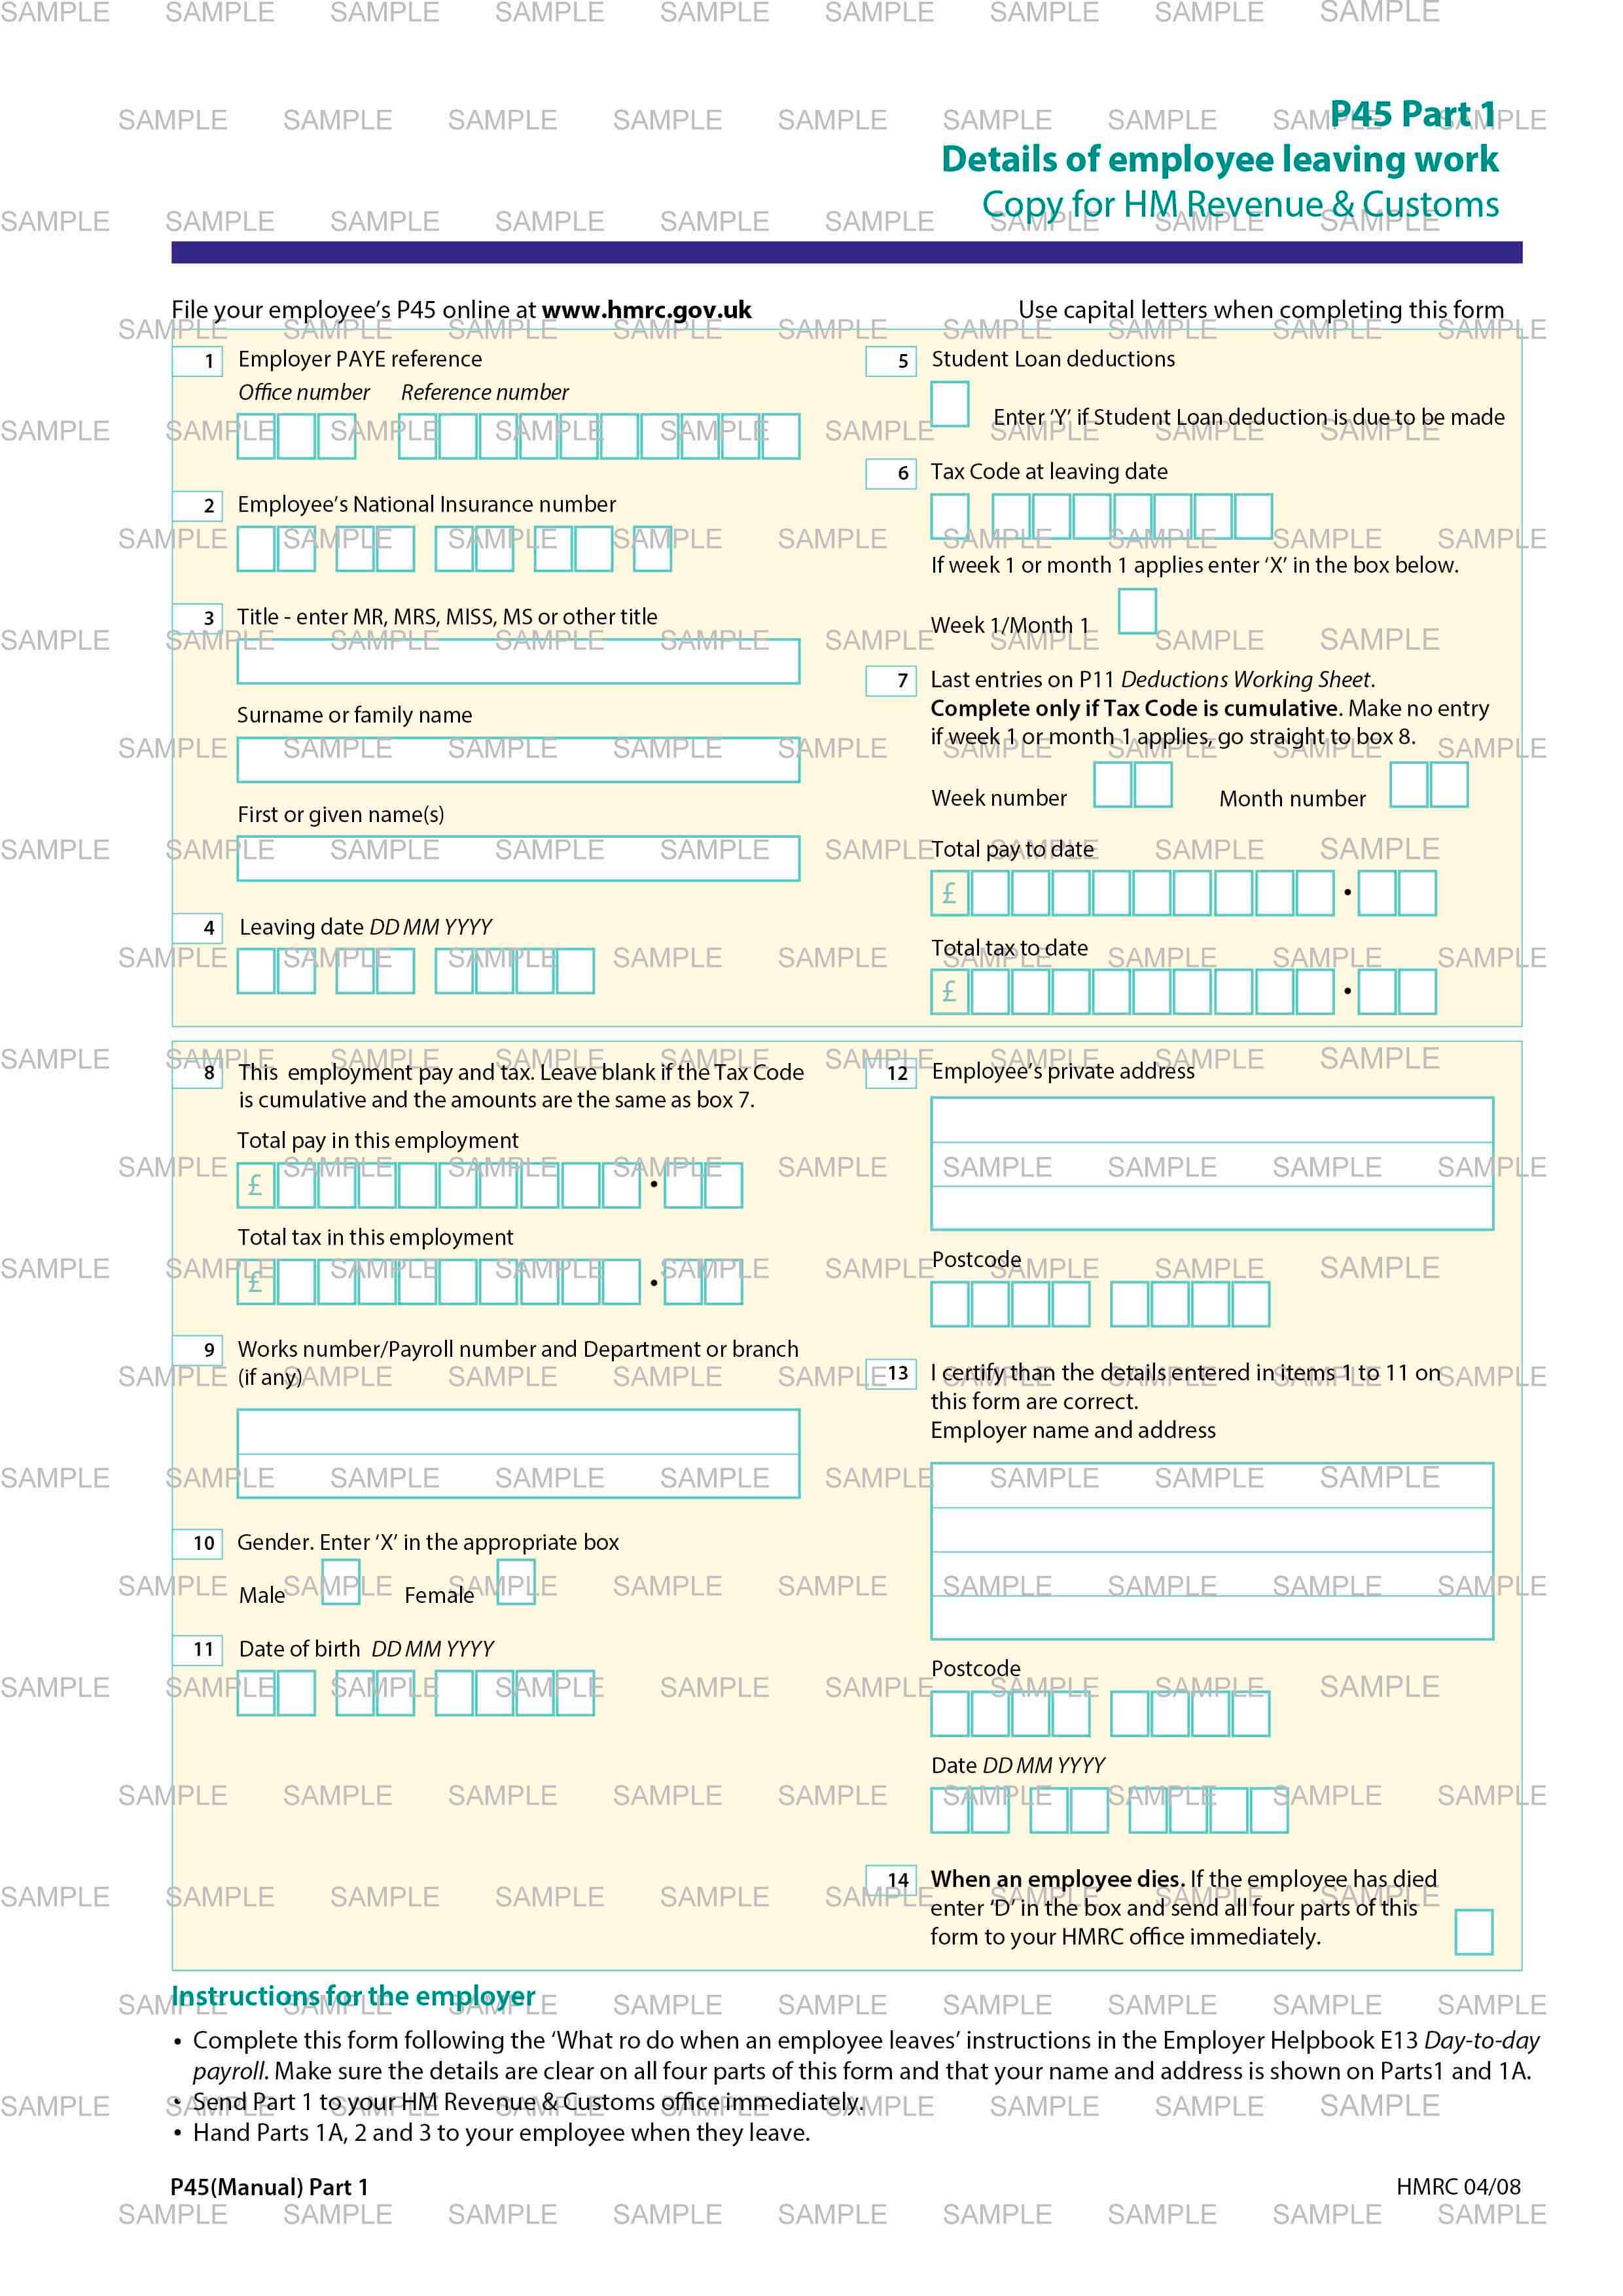 SAMPLE SAMPLE SAMPLE SAMPLE SAMPLE SAMPLE SAMPLE SAMPLE SAMPLE
P45 Part 1
Details of employee leaving work
Copy for HM Revenue & Customs
File your employee’s P45 online at www.hmrc.gov.uk
Use capital letters when completing this form
1 Employer PAYE reference
Office number Reference number
2 Employee’s National Insurance number
3 Title - enter MR, MRS, MISS, MS or other title
Surname or family name
First or given name(s)
4 Leaving date DD MM YYYY
5 Student Loan deductions
Enter ‘Y’ if Student Loan deduction is due to be made
6 Tax Code at leaving date
If week 1 or month 1 applies enter ‘X’ in the box below.
Week 1/Month 1
7 Last entries on P11 Deductions Working Sheet.
Complete only if Tax Code is cumulative. Make no entry
if week 1 or month 1 applies, go straight to box 8.
Week number Month number
Total pay to date
£ .
Total tax to date
£ .
8 This employment pay and tax. Leave blank if the Tax Code
is cumulative and the amounts are the same as box 7.
Total pay in this employment
£ .
Total tax in this employment
£ .
9 Works number/Payroll number and Department or branch
(if any)
10 Gender. Enter ‘X’ in the appropriate box
Male Female
11 Date of birth DD MM YYYY
12 Employee’s private address
Postcode
13 I certify than the details entered in items 1 to 11 on
this form are correct.
Employer name and address
Postcode
Date DD MM YYYY
14 When an employee dies. If the employee has died
enter ‘D’ in the box and send all four parts of this
form to your HMRC office immediately.
Instructions for the employer
• Complete this form following the ‘What ro do when an employee leaves’ instructions in the Employer Helpbook E13 Day-to-day
payroll. Make sure the details are clear on all four parts of this form and that your name and address is shown on Parts1 and 1A.
• Send Part 1 to your HM Revenue & Customs office immediately.
• Hand Parts 1A, 2 and 3 to your employee when they leave.
P45(Manual) Part 1
HMRC 04/08